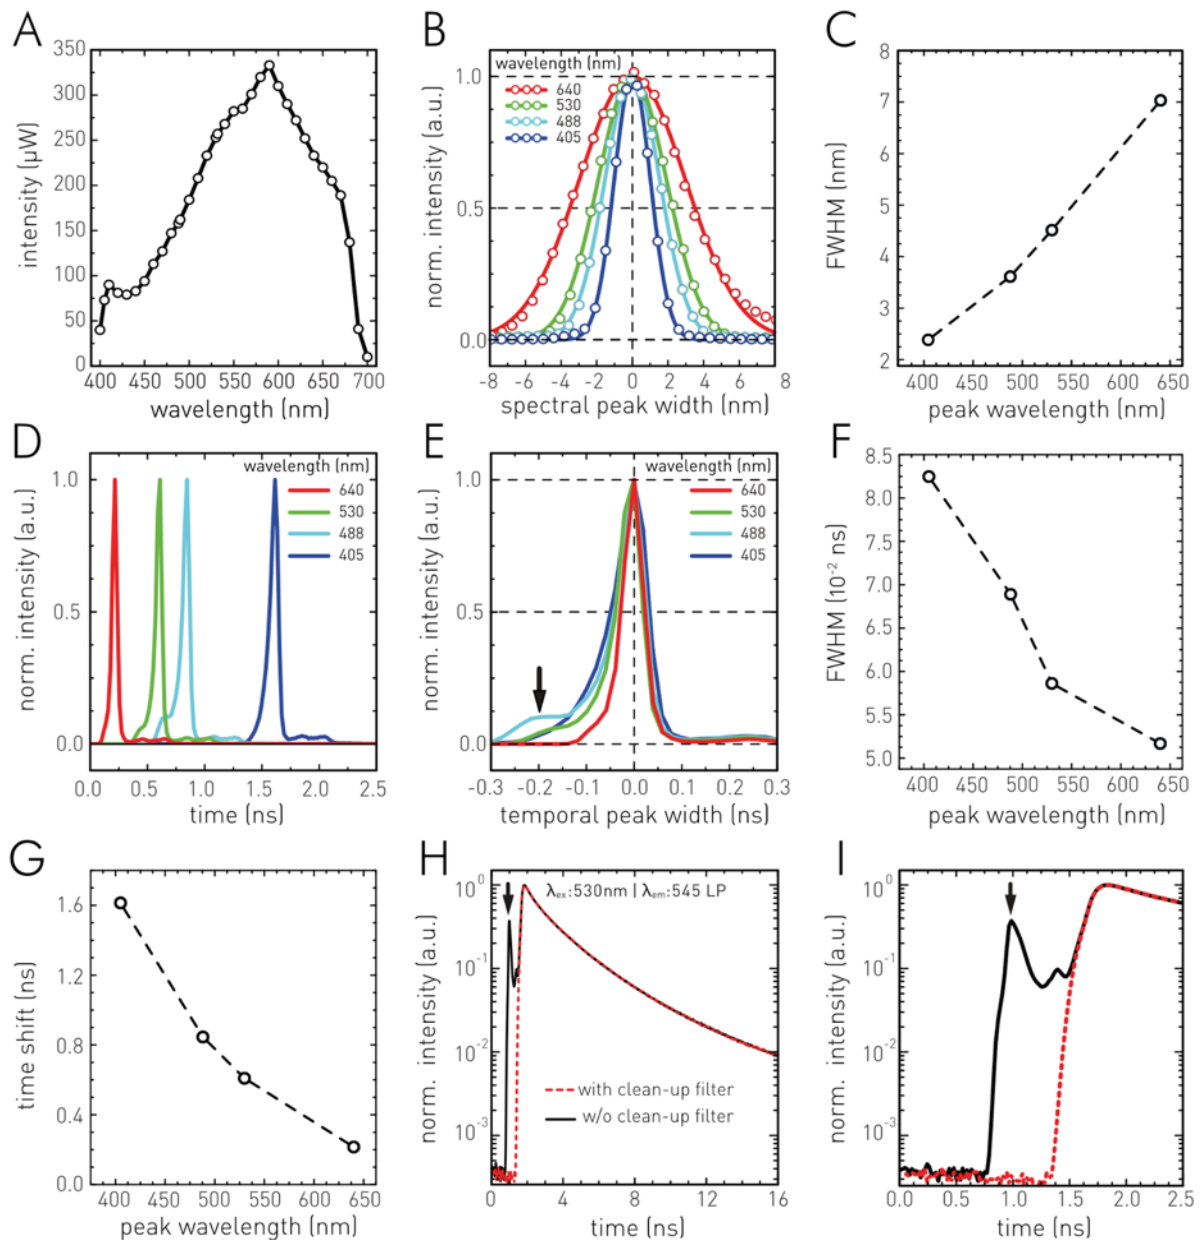 A
350
300
250
200
150
100
50
0
400 450 500 550 600 650 700
wavelength (nm)
intensity (µW)
B
wavelength (nm)
640
530
488
405
1.0
0.5
0.0
-8 -6 -4 -2 0 2 4 6 8
spectral peak width (nm)
norm. intensity (a.u.)
C
8
7
6
5
4
3
2
400 450 500 550 600 650
peak wavelength (nm)
FWHM (nm)
D
wavelength (nm)
640
530
488
405
1.0
0.5
0.0
0.0 0.5 1.0 1.5 2.0 2.5
time (ns)
norm. intensity (a.u.)
E
wavelength (nm)
640
530
488
405
1.0
0.5
0.0
-0.3 -0.2 -0.1 0.0 0.1 0.2 0.3
temporal peak width (ns)
norm. intensity (a.u.)
F
8.5
8.0
7.5
7.0
6.5
6.0
5.5
5.0
400 450 500 550 600 650
peak wavelength (nm)
FWHM (10⁻² ns)
G
1.6
1.2
0.8
0.4
0.0
400 450 500 550 600 650
peak wavelength (nm)
time shift (ns)
H
λex:530nm | λem:545 LP
10⁰
10⁻¹
10⁻²
10⁻³
with clean-up filter
w/o clean-up filter
0 4 8 12 16
time (ns)
norm. intensity (a.u.)
I
10⁰
10⁻¹
10⁻²
10⁻³
0.0 0.5 1.0 1.5 2.0 2.5
time (ns)
norm. intensity (a.u.)